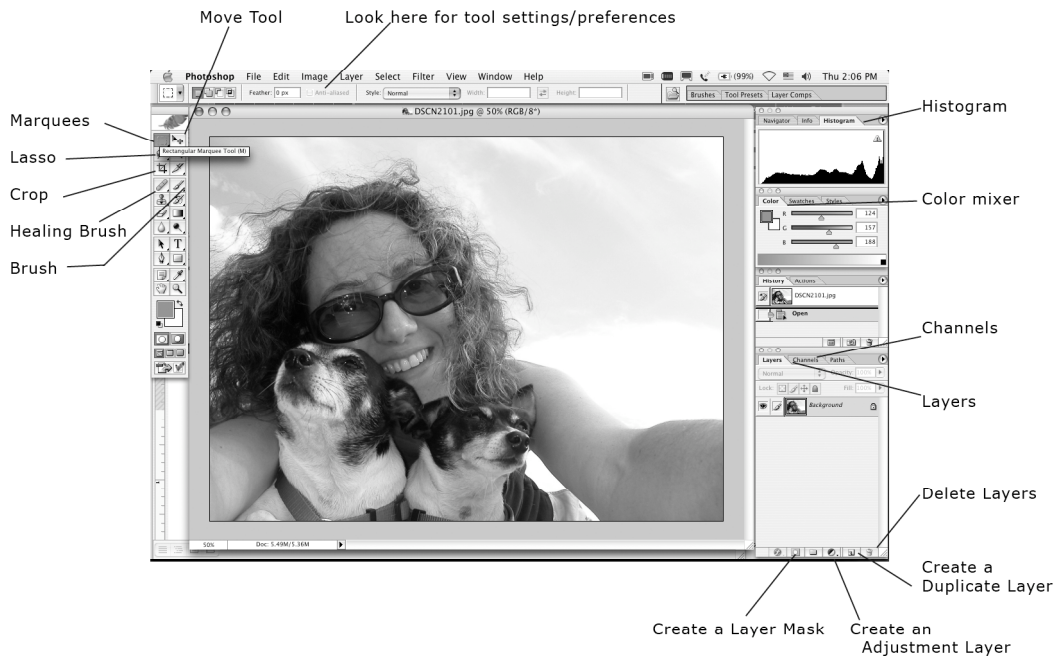 Move Tool
Look here for tool settings/preferences
Photoshop File Edit Image Layer Select Filter View Window Help (99%) Thu 2:06 PM
Feather: 0 px Anti-aliased Style: Normal Width: Height: Brushes Tool Presets Layer Comps
DSCN2101.jpg @ 50% (RGB/8*)
Marquees
Lasso
Crop
Healing Brush
Brush
Rectangular Marquee Tool (M)
T
Histogram
Navigator Info Histogram
Color mixer
Color Swatches Styles
R 124
G 157
B 188
History Actions
DSCN2101.jpg
Open
Channels
Layers Channels Paths
Normal Opacity: 100%
Lock: Fill: 100%
Background
Layers
Delete Layers
50% Doc: 5.49M/5.36M
Create a
Duplicate Layer
Create a Layer Mask
Create an
Adjustment Layer